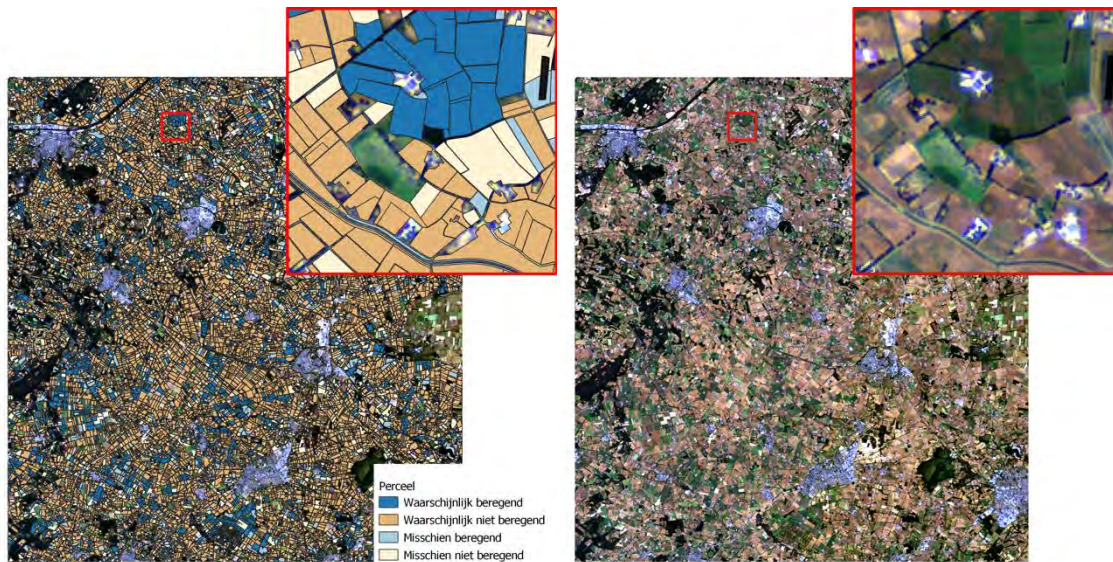 Perceel
Waarschijnlijk beregend
Waarschijnlijk niet beregend
Misschien beregend
Misschien niet beregend